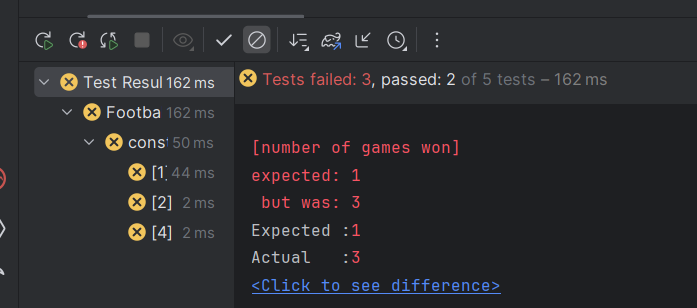 Tests failed: 3, passed: 2 of 5 tests – 162 ms
Test Resul 162 ms
Footba 162 ms
cons 50 ms
[1] 44 ms
[2] 2 ms
[4] 2 ms
[number of games won]
expected: 1
but was: 3
Expected :1
Actual   :3
<Click to see difference>